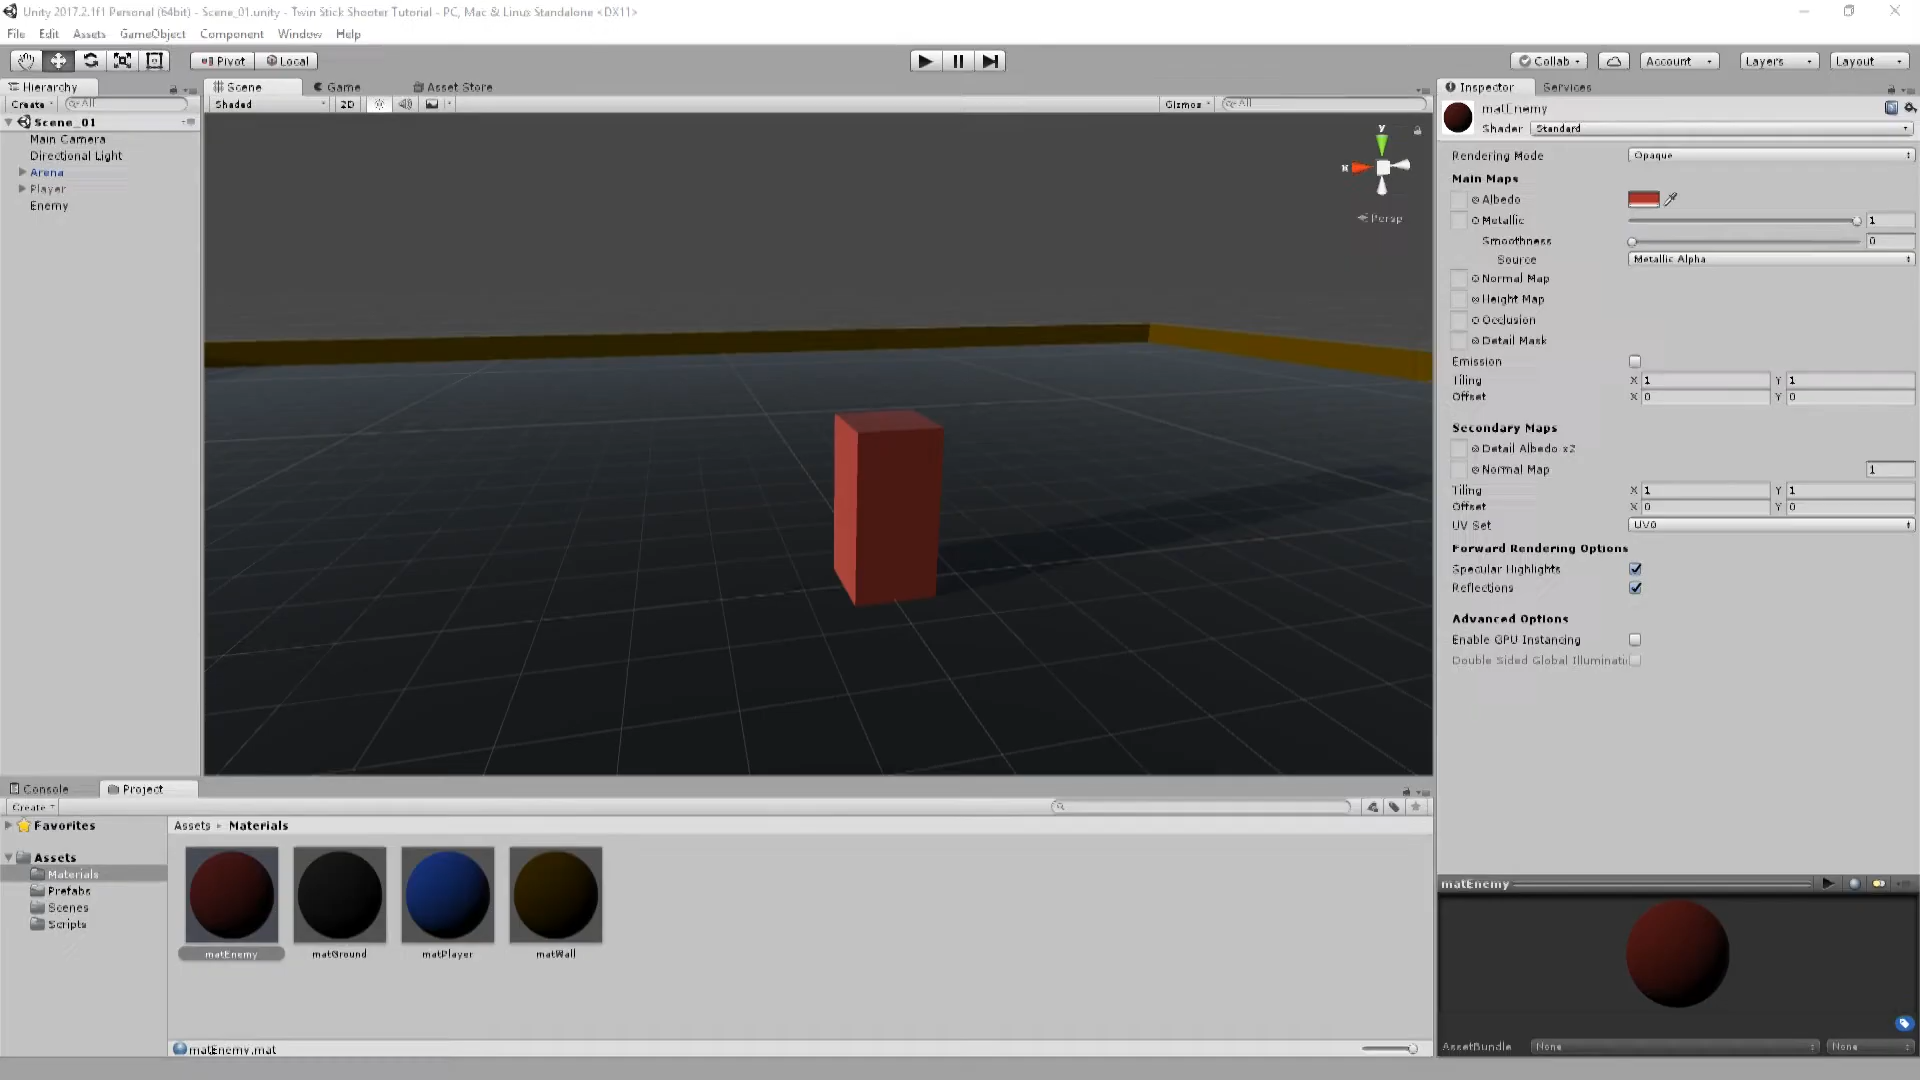 Unity 2017.2.1f1 Personal (64bit) - Scene_01.unity - Twin Stick Shooter Tutorial - PC, Mac & Linux Standalone <DX11>
File Edit Assets GameObject Component Window Help
Pivot Local Collab Account Layers Layout
Hierarchy Scene Game Asset Store Inspector Services
Create All Shaded 2D Gizmos All
matEnemy
Scene_01
Shader Standard
Main Camera
Directional Light
Arena
Player
Enemy
y
x
Persp
Rendering Mode Opaque
Main Maps
Albedo
Metallic 1
Smoothness 0
Source Metallic Alpha
Normal Map
Height Map
Occlusion
Detail Mask
Emission
Tiling X 1 Y 1
Offset X 0 Y 0
Secondary Maps
Detail Albedo x2
Normal Map 1
Tiling X 1 Y 1
Offset X 0 Y 0
UV Set UV0
Forward Rendering Options
Specular Highlights
Reflections
Advanced Options
Enable GPU Instancing
Double Sided Global Illuminati
Console Project
Create
Favorites
Assets
Materials
Prefabs
Scenes
Scripts
Assets Materials
matEnemy matGround matPlayer matWall
matEnemy.mat
matEnemy
AssetBundle None None